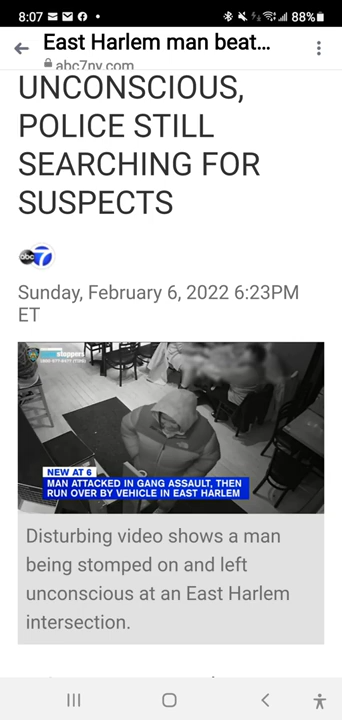 8:07 88%
East Harlem man beat...
abc7ny.com
UNCONSCIOUS,
POLICE STILL
SEARCHING FOR
SUSPECTS
abc 7
Sunday, February 6, 2022 6:23PM
ET
stoppers
NEW AT 6
MAN ATTACKED IN GANG ASSAULT, THEN
RUN OVER BY VEHICLE IN EAST HARLEM
Disturbing video shows a man
being stomped on and left
unconscious at an East Harlem
intersection.